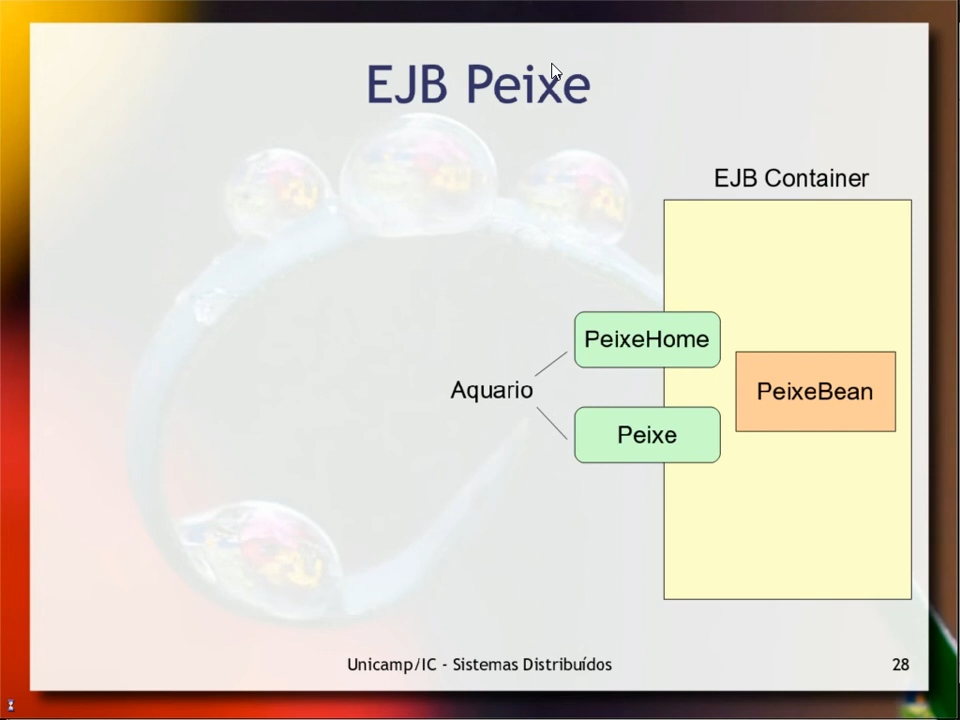 EJB Peixe
EJB Container
PeixeHome
Aquario
PeixeBean
Peixe
Unicamp/IC - Sistemas Distribuídos
28